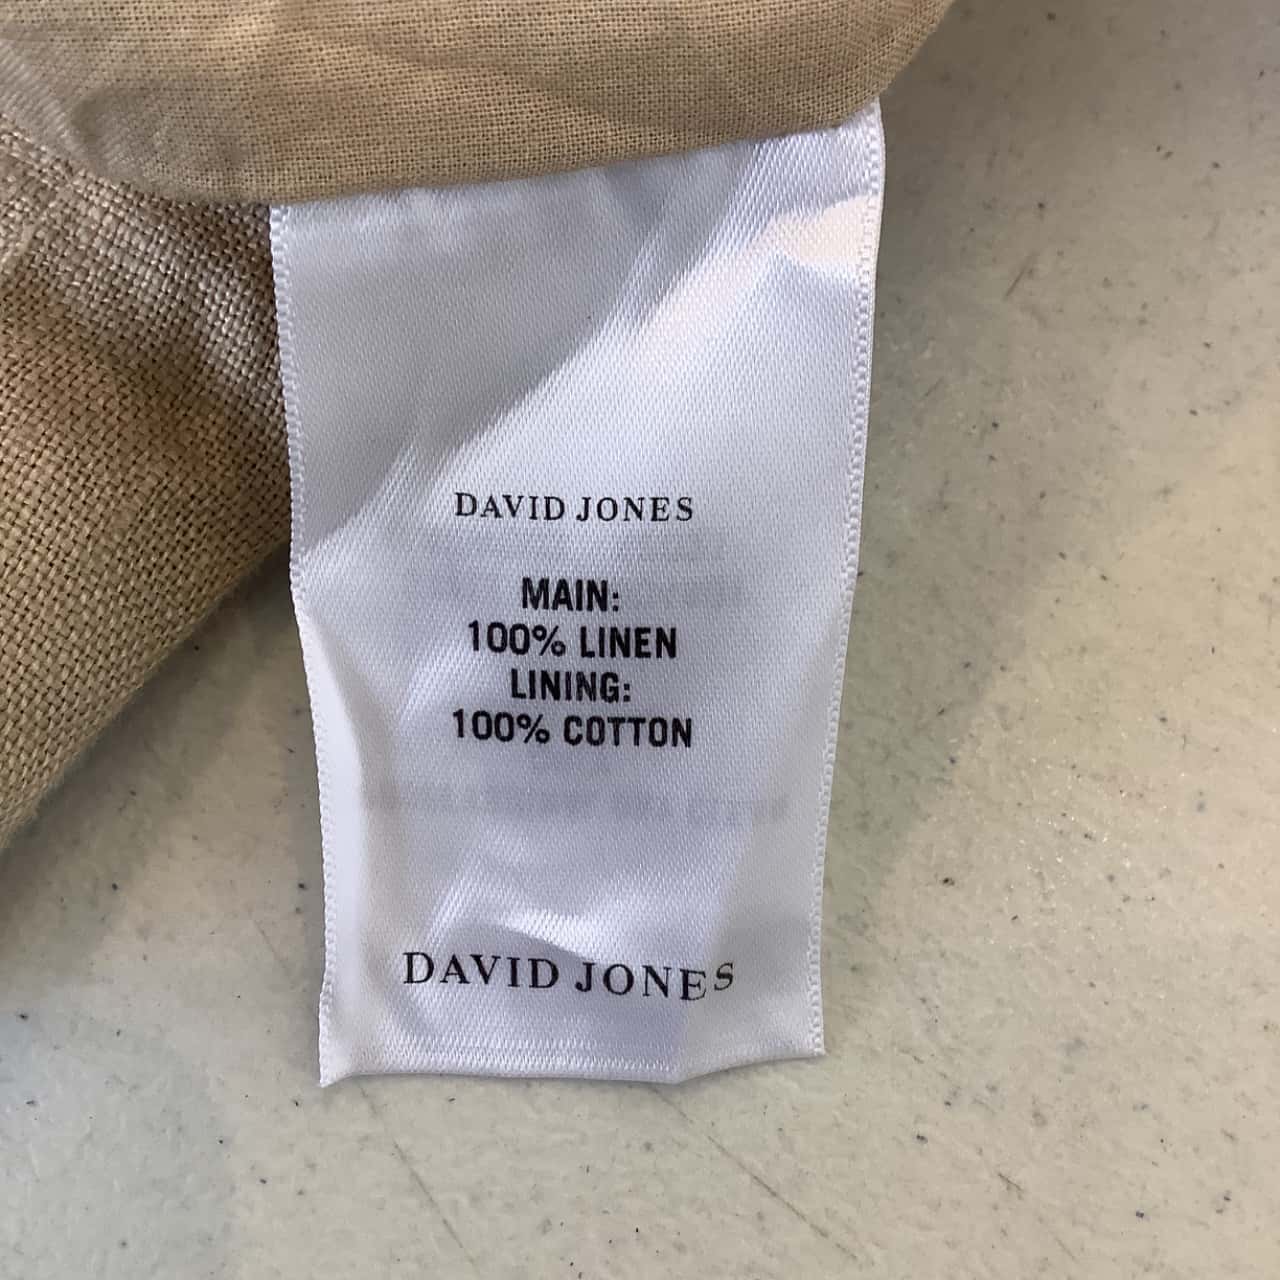 DAVID JONES
MAIN:
100% LINEN
LINING:
100% COTTON
DAVID JONES